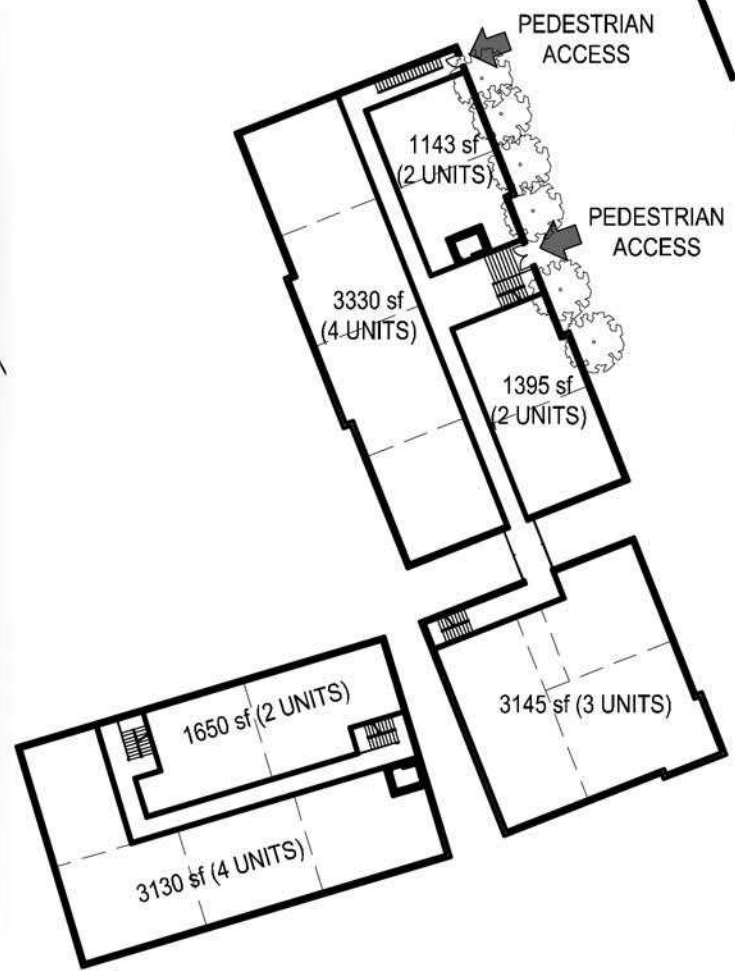 PEDESTRIAN
ACCESS
1143 sf
(2 UNITS)
PEDESTRIAN
ACCESS
3330 sf
(4 UNITS)
1395 sf
(2 UNITS)
1650 sf (2 UNITS)
3145 sf (3 UNITS)
3130 sf (4 UNITS)